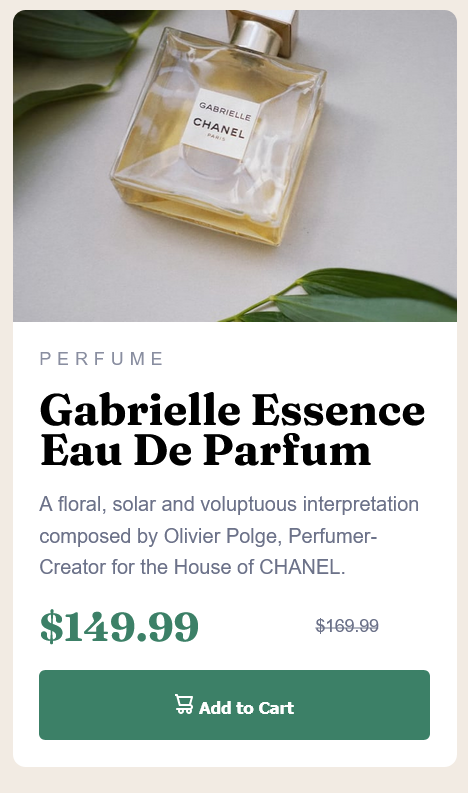 GABRIELLE
CHANEL
PARIS
PERFUME
Gabrielle Essence
Eau De Parfum
A floral, solar and voluptuous interpretation
composed by Olivier Polge, Perfumer-
Creator for the House of CHANEL.
$149.99 $169.99
Add to Cart